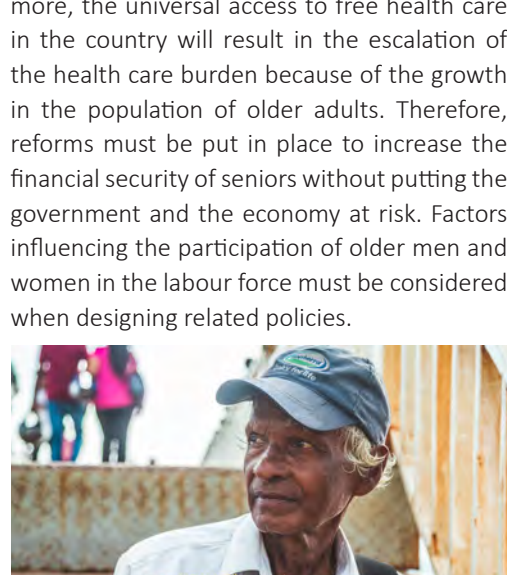 more, the universal access to free health care
in the country will result in the escalation of
the health care burden because of the growth
in the population of older adults. Therefore,
reforms must be put in place to increase the
financial security of seniors without putting the
government and the economy at risk. Factors
influencing the participation of older men and
women in the labour force must be considered
when designing related policies.